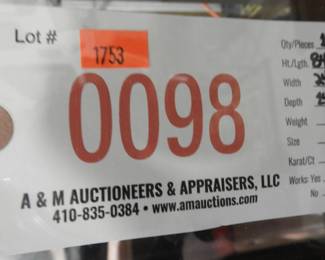 Lot #
1753
0098
A & M AUCTIONEERS & APPRAISERS, LLC
410-835-0384 • www.amauctions.com
Qty/Pieces
Ht./Lgth.
Width
Depth
Weight
Size
Karat/Ct
Works: Yes
No